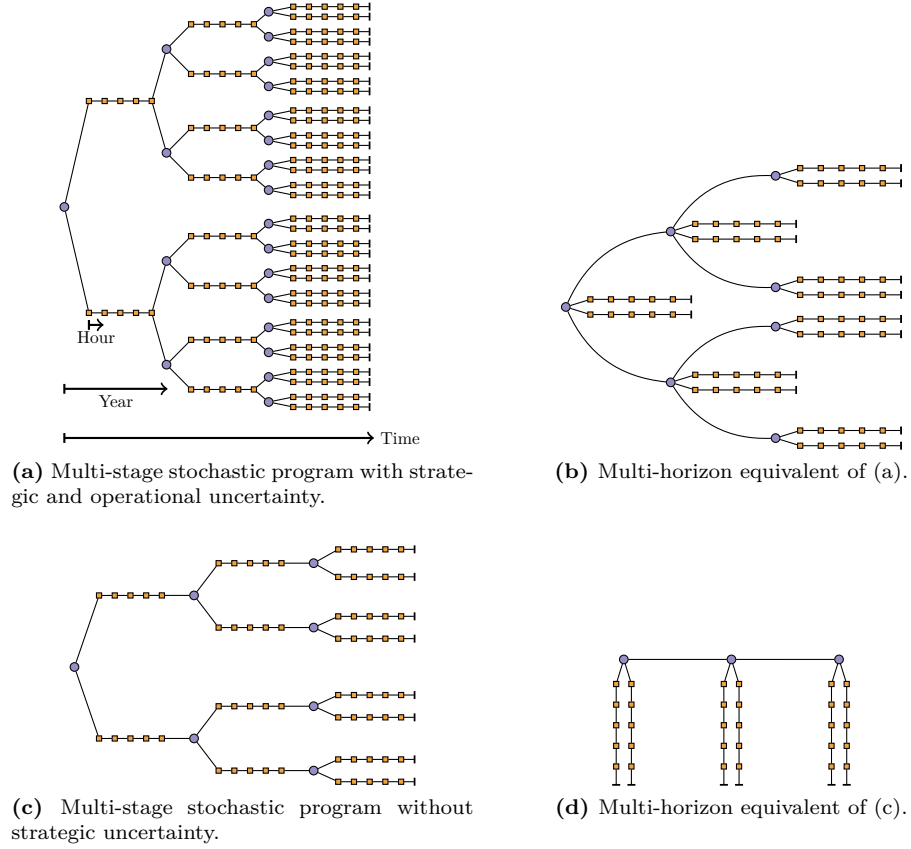 Hour
Year
Time
(a) Multi-stage stochastic program with strate-
gic and operational uncertainty.
(b) Multi-horizon equivalent of (a).
(c) Multi-stage stochastic program without
strategic uncertainty.
(d) Multi-horizon equivalent of (c).